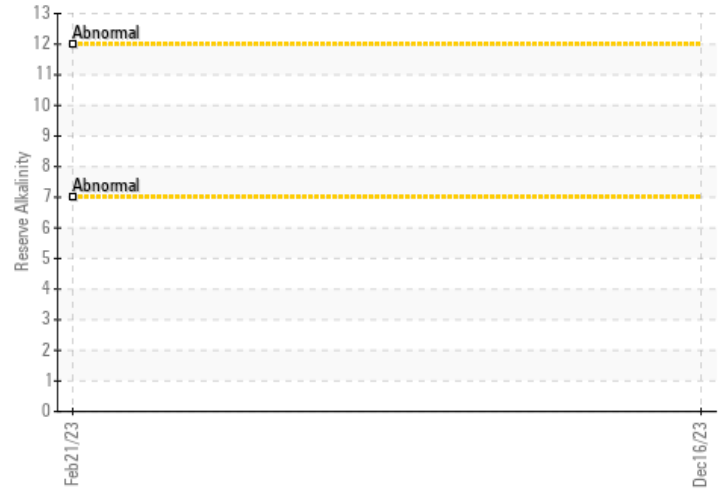 13
Abnormal
12
11
10
9
8
Abnormal
7
6
5
4
3
2
1
0
Reserve Alkalinity
Feb21/23
Dec16/23